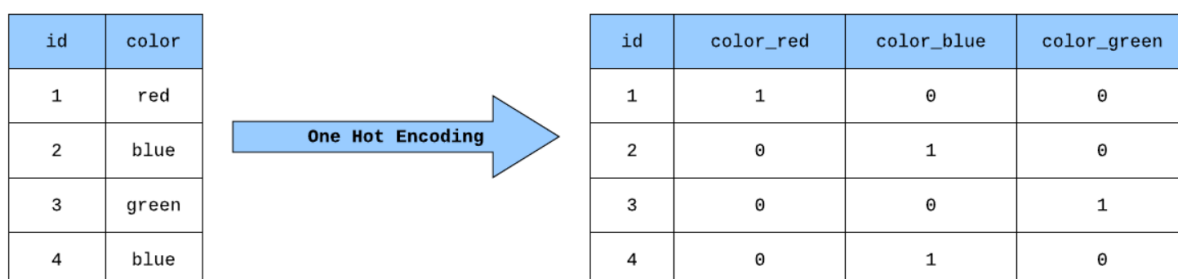 id color
1 red
2 blue
3 green
4 blue
One Hot Encoding
id color_red color_blue color_green
1 1 0 0
2 0 1 0
3 0 0 1
4 0 1 0